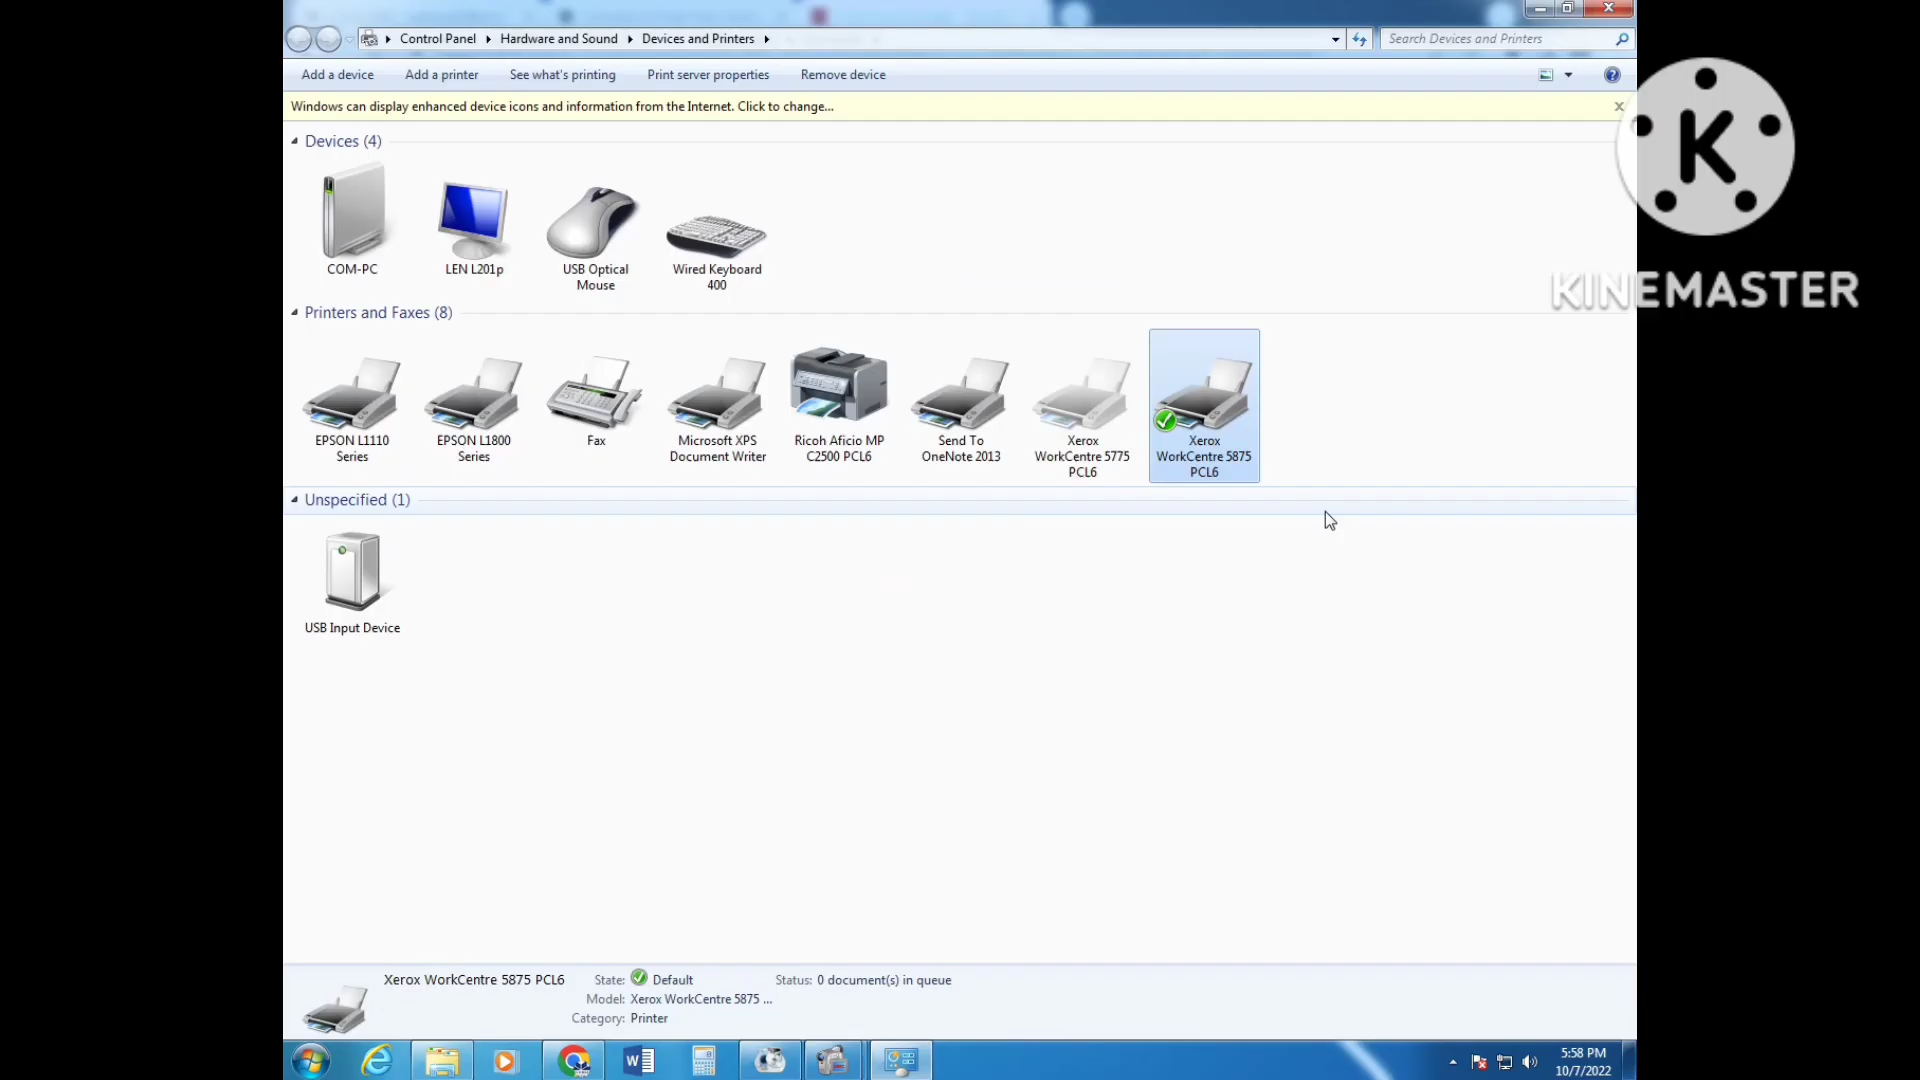 Control Panel Hardware and Sound Devices and Printers Search Devices and Printers
Add a device Add a printer See what's printing Print server properties Remove device
Windows can display enhanced device icons and information from the Internet. Click to change...
K
KINEMASTER
Devices (4)
COM-PC
LEN L201p
USB Optical
Mouse
Wired Keyboard
400
Printers and Faxes (8)
EPSON L1110
Series
EPSON L1800
Series
Fax
Microsoft XPS
Document Writer
Ricoh Aficio MP
C2500 PCL6
Send To
OneNote 2013
Xerox
WorkCentre 5775
PCL6
Xerox
WorkCentre 5875
PCL6
Unspecified (1)
USB Input Device
Xerox WorkCentre 5875 PCL6 State: Default Status: 0 document(s) in queue
Model: Xerox WorkCentre 5875 ...
Category: Printer
5:58 PM
10/7/2022